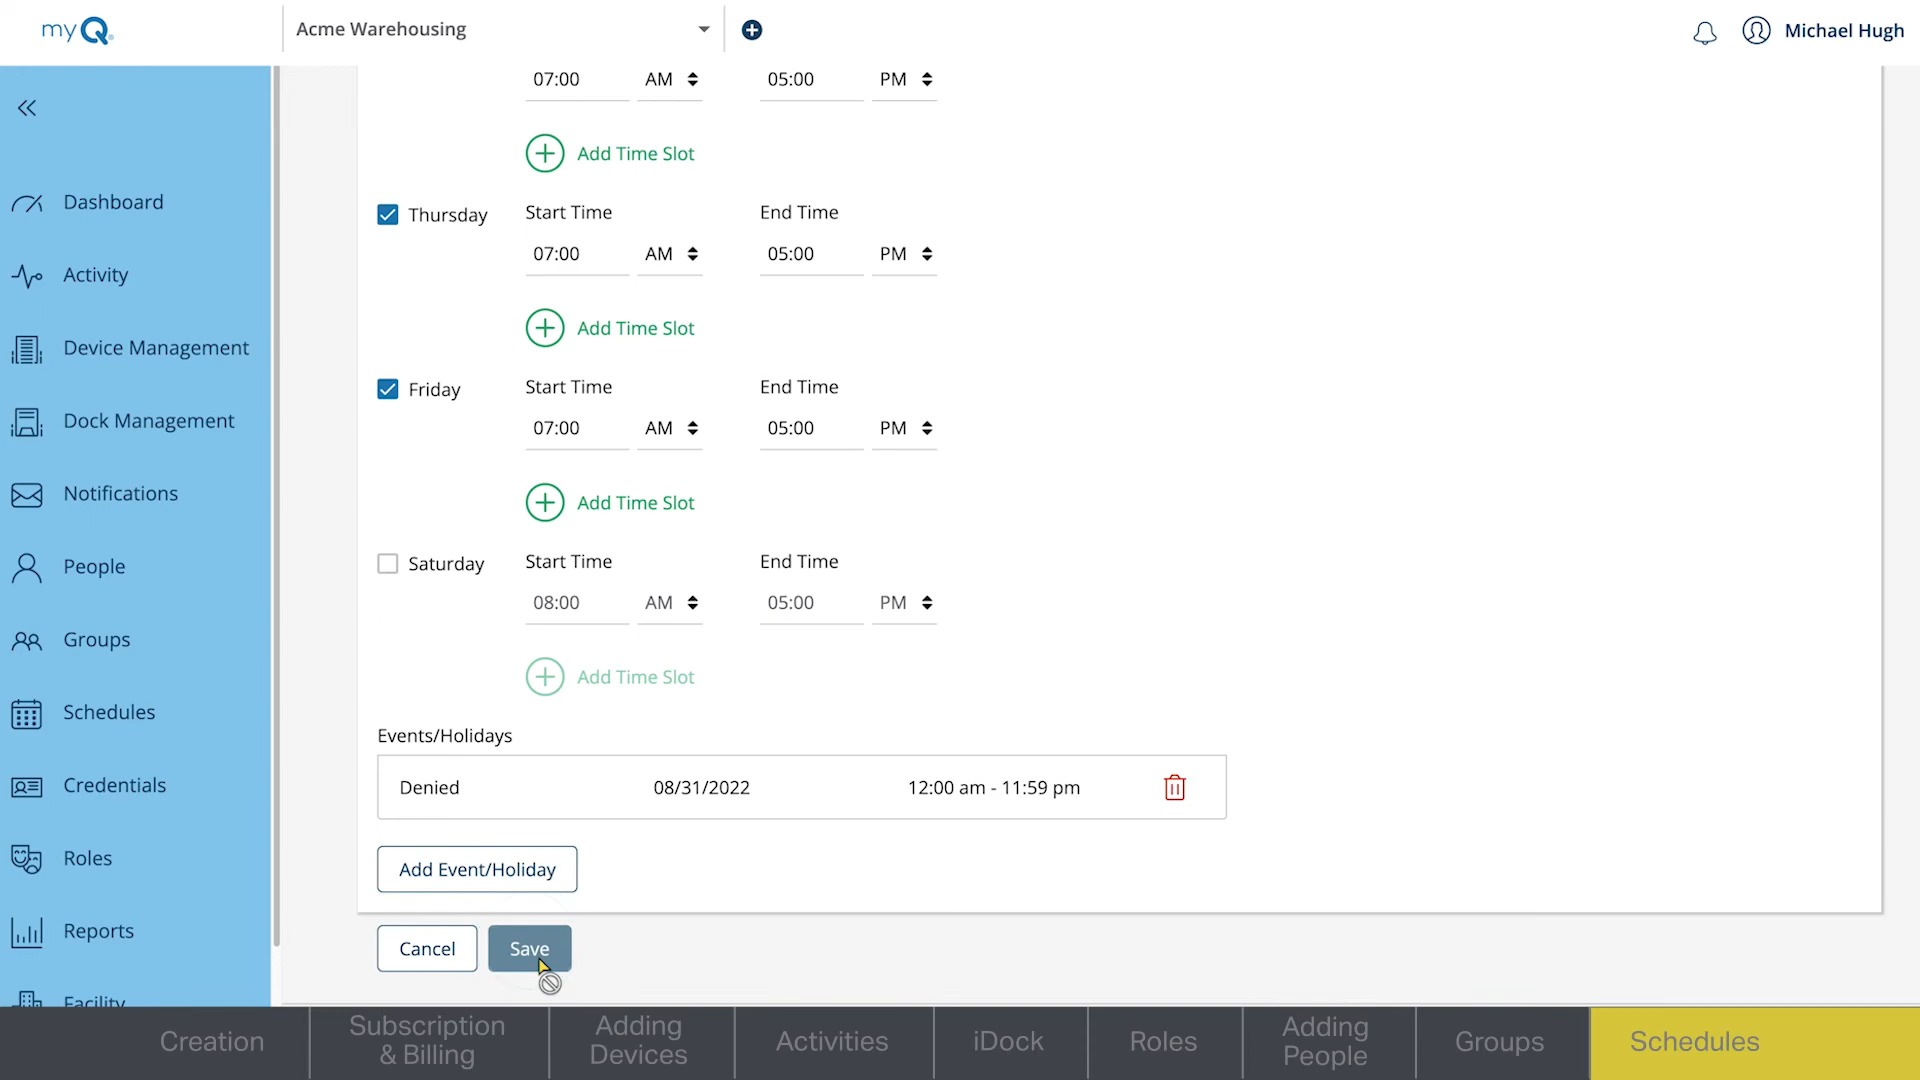 myQ
Acme Warehousing
Michael Hugh
07:00 AM 05:00 PM
Add Time Slot
Thursday Start Time End Time
07:00 AM 05:00 PM
Add Time Slot
Friday Start Time End Time
07:00 AM 05:00 PM
Add Time Slot
Saturday Start Time End Time
08:00 AM 05:00 PM
Add Time Slot
Events/Holidays
Denied 08/31/2022 12:00 am - 11:59 pm
Add Event/Holiday
Cancel Save
Dashboard
Activity
Device Management
Dock Management
Notifications
People
Groups
Schedules
Credentials
Roles
Reports
Facility
Creation
Subscription
& Billing
Adding
Devices
Activities
iDock
Roles
Adding
People
Groups
Schedules